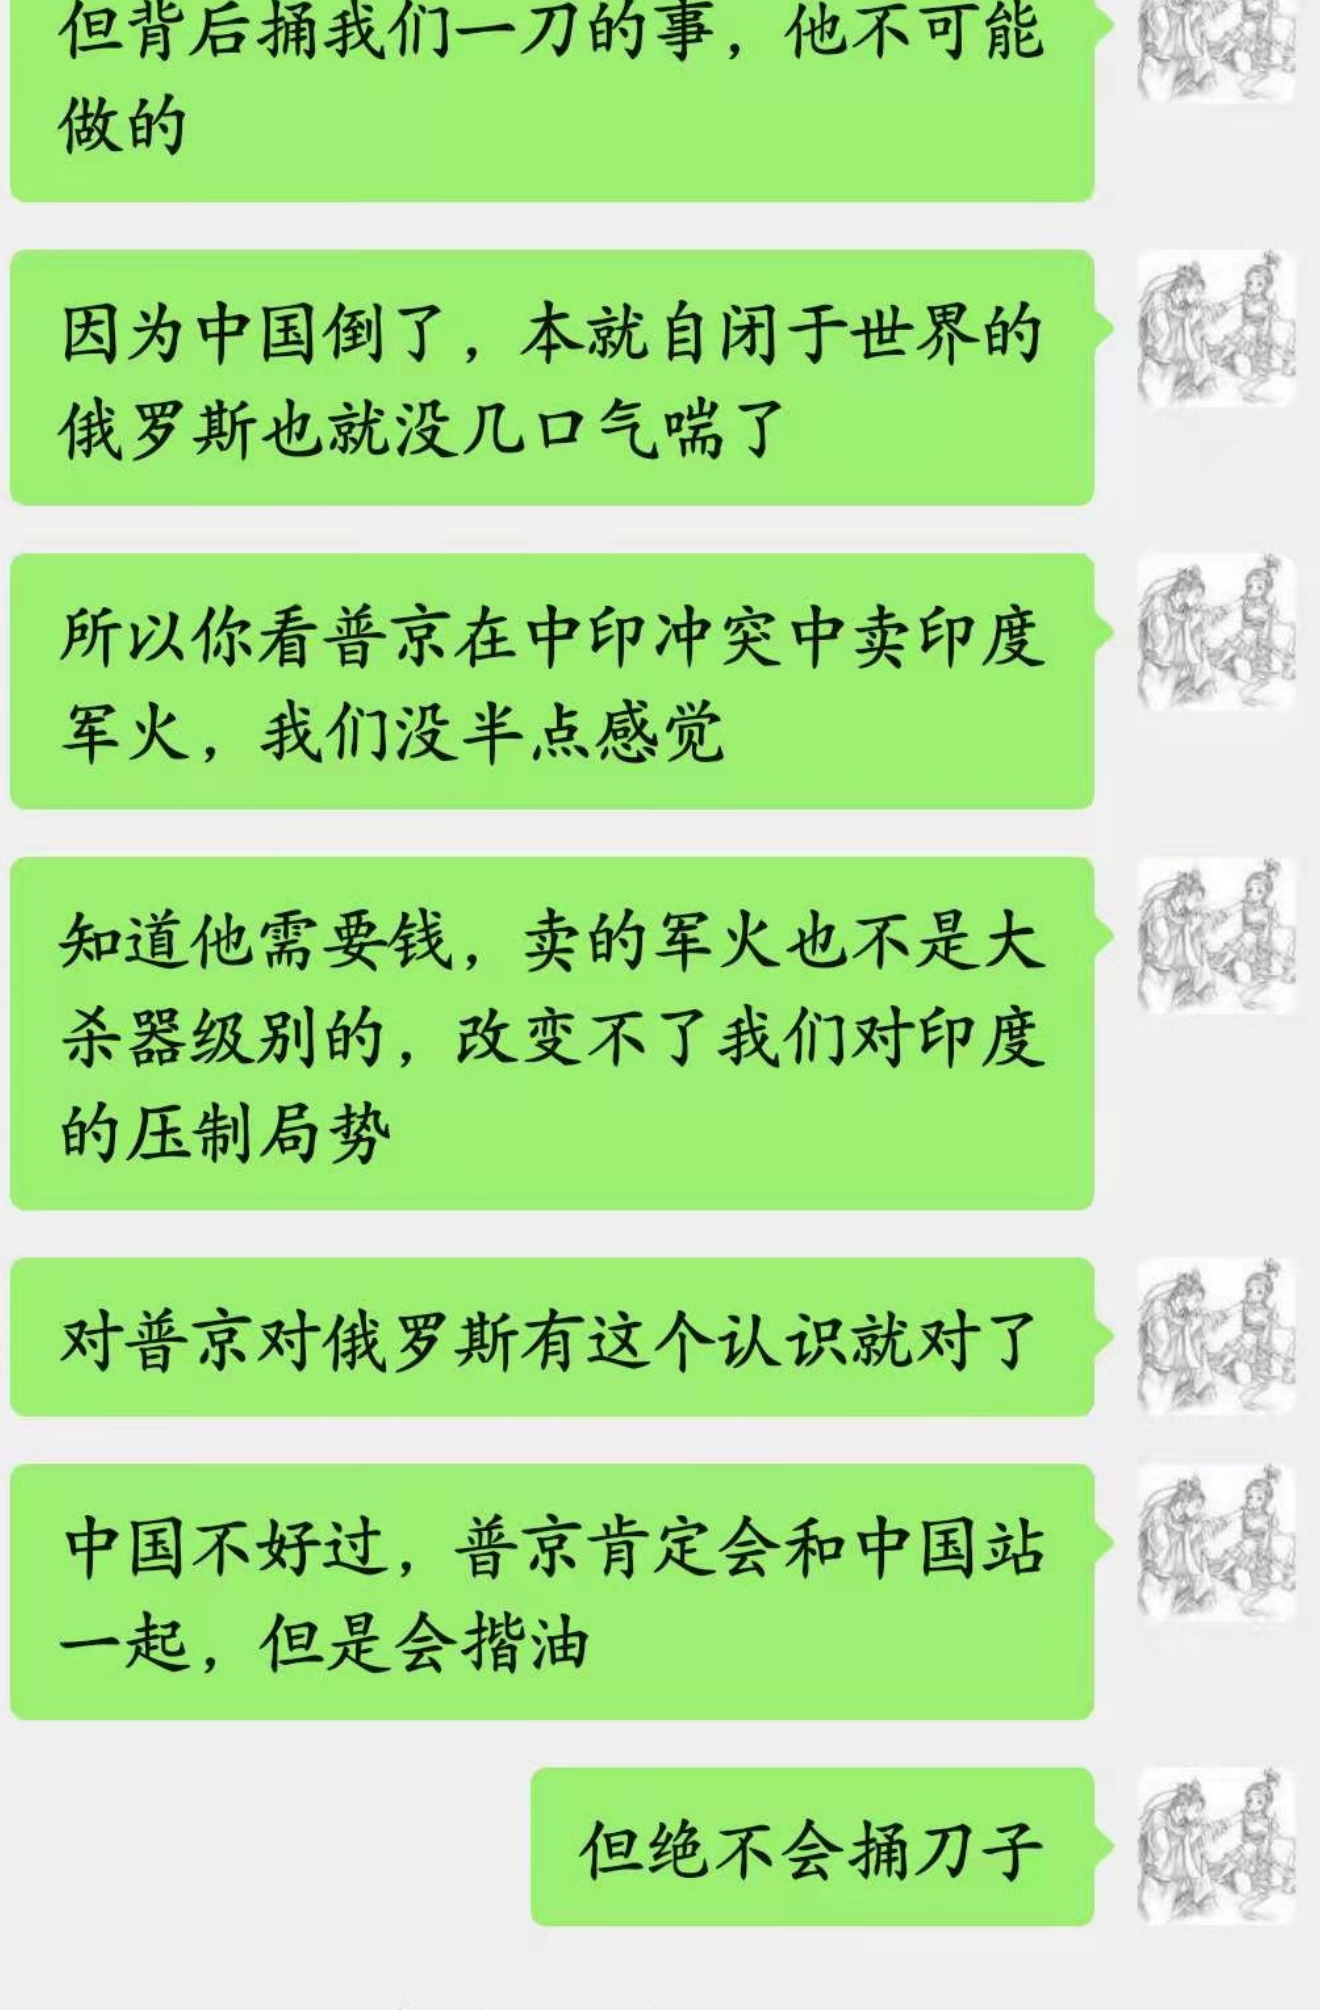 但背后捅我们一刀的事，他不可能
做的
因为中国倒了，本就自闭于世界的
俄罗斯也就没几口气喘了
所以你看普京在中印冲突中卖印度
军火，我们没半点感觉
知道他需要钱，卖的军火也不是大
杀器级别的，改变不了我们对印度
的压制局势
对普京对俄罗斯有这个认识就对了
中国不好过，普京肯定会和中国站
一起，但是会揩油
但绝不会捅刀子